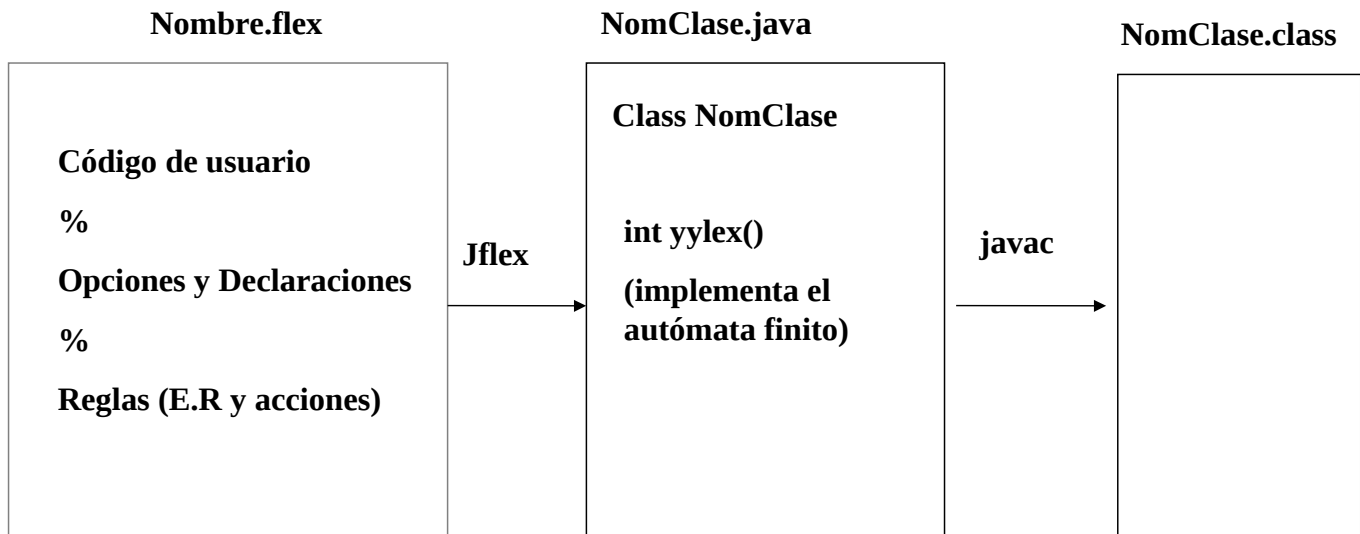 Nombre.flex
NomClase.java
NomClase.class
Código de usuario
%
Opciones y Declaraciones
%
Reglas (E.R y acciones)
Jflex
Class NomClase
int yylex()
(implementa el
autómata finito)
javac